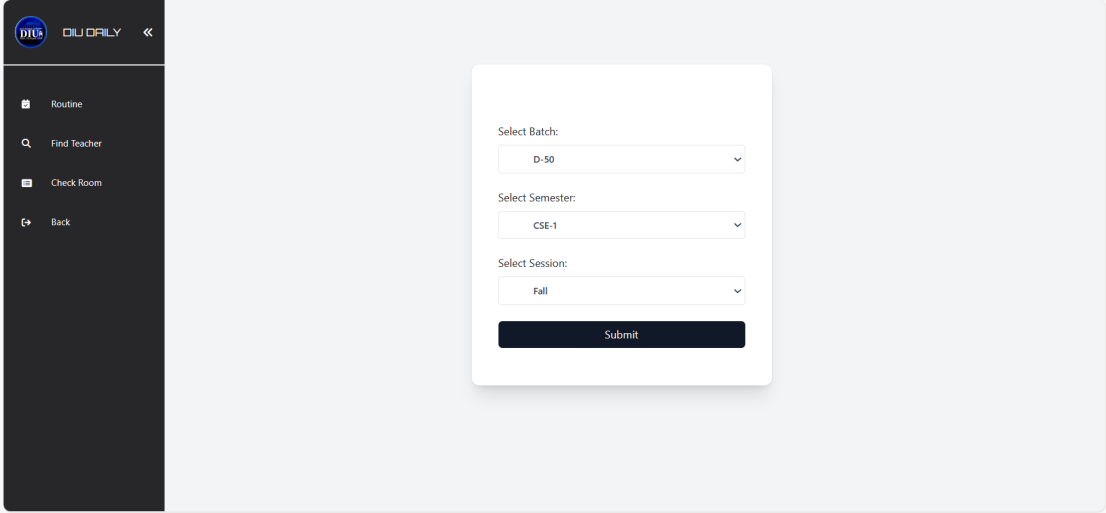 DIU
DIU DAILY
Routine
Find Teacher
Check Room
Back
Select Batch:
D-50
Select Semester:
CSE-1
Select Session:
Fall
Submit